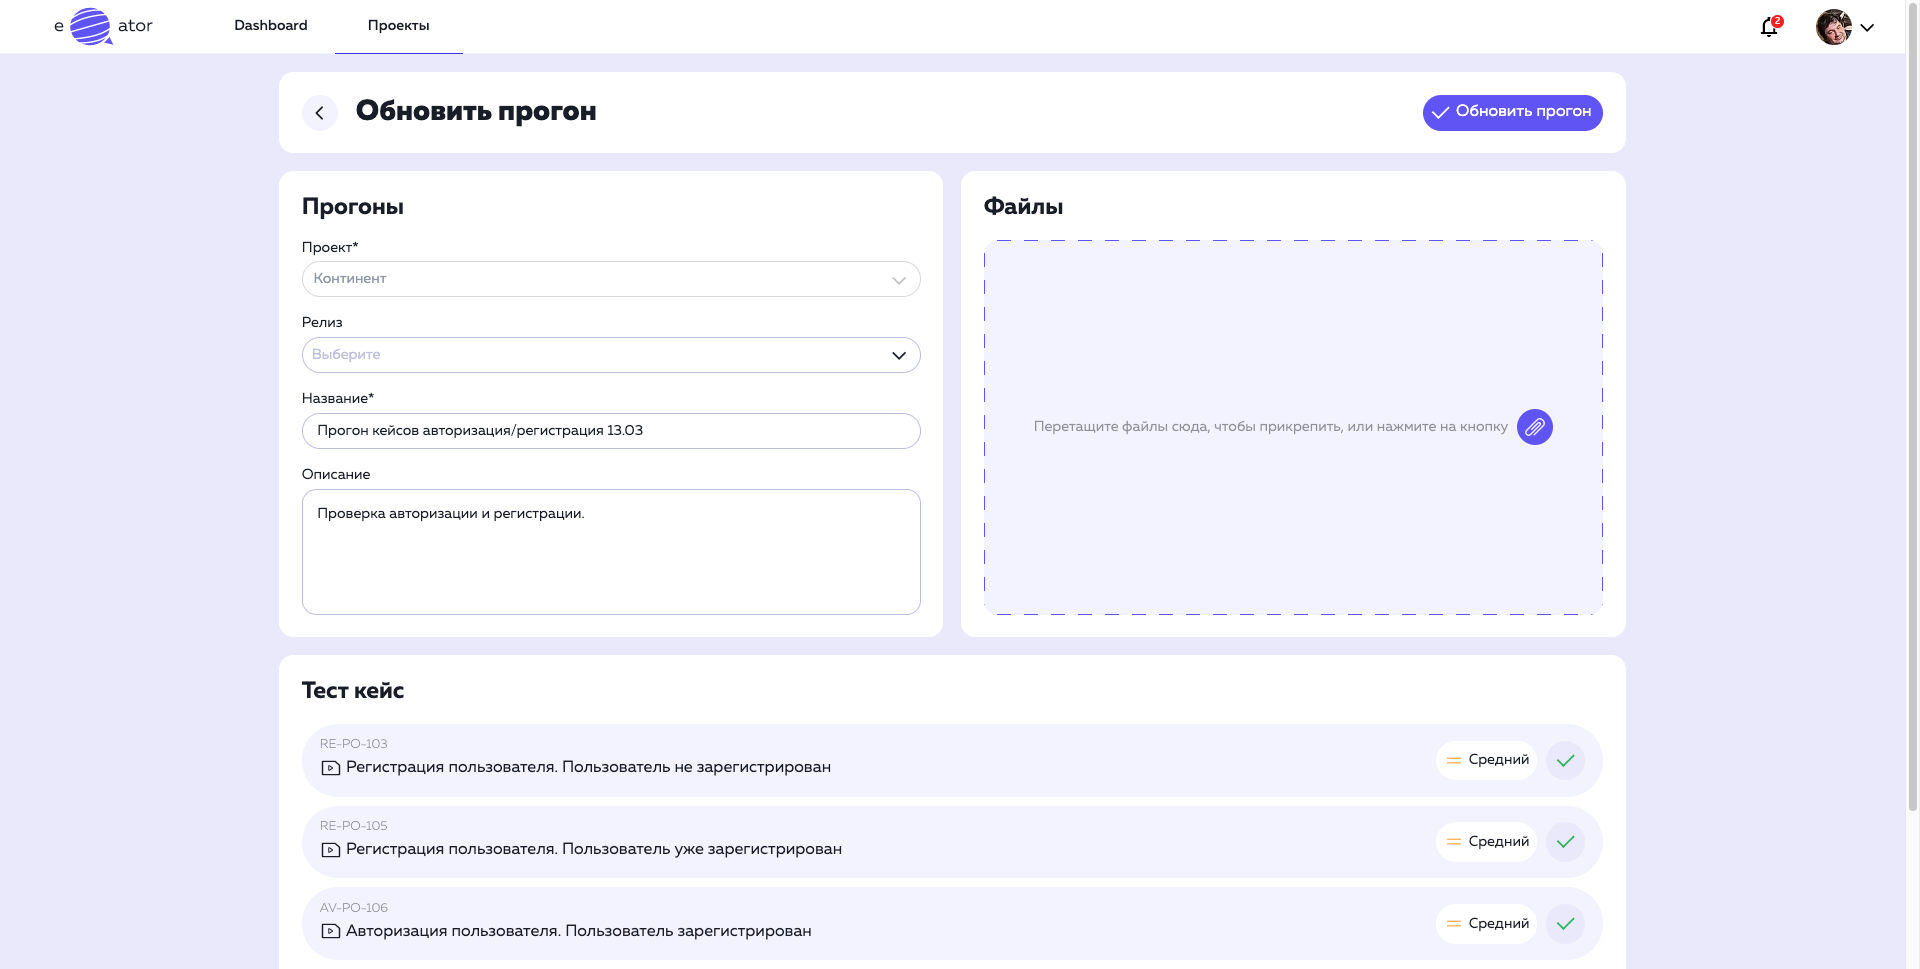 e ator
Dashboard
Проекты
2
Обновить прогон
Обновить прогон
Прогоны
Проект*
Континент
Релиз
Выберите
Название*
Прогон кейсов авторизация/регистрация 13.03
Описание
Проверка авторизации и регистрации.
Файлы
Перетащите файлы сюда, чтобы прикрепить, или нажмите на кнопку
Тест кейс
RE-PO-103
Регистрация пользователя. Пользователь не зарегистрирован
Средний
RE-PO-105
Регистрация пользователя. Пользователь уже зарегистрирован
Средний
AV-PO-106
Авторизация пользователя. Пользователь зарегистрирован
Средний